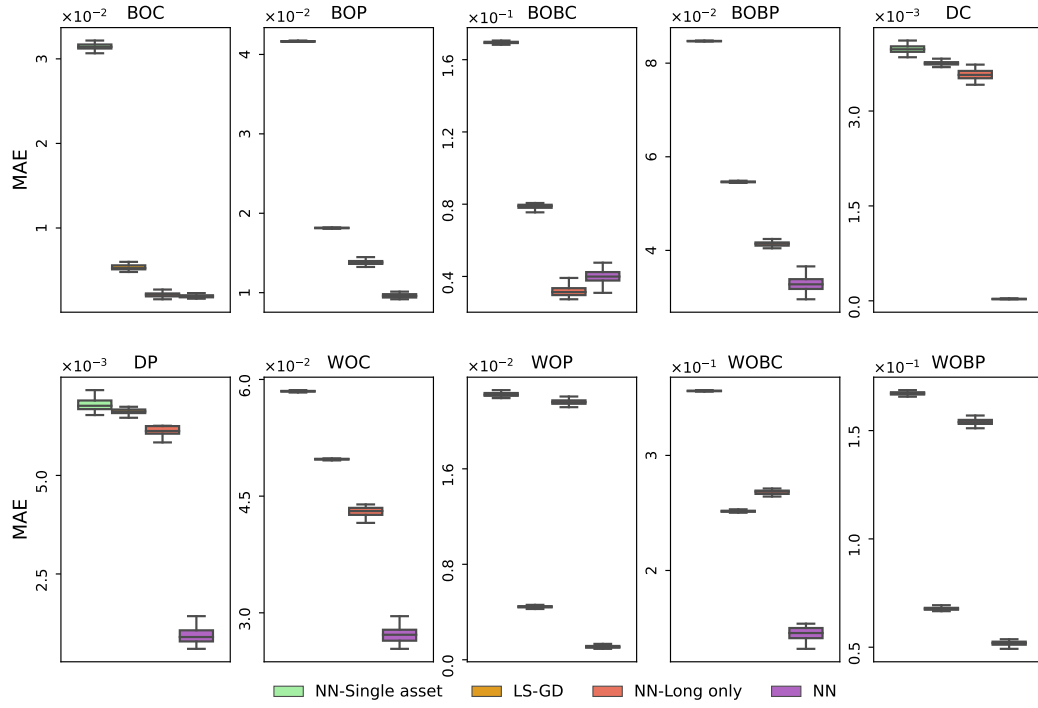 BOC
BOP
BOBC
BOBP
DC
×10⁻²
×10⁻²
×10⁻¹
×10⁻²
×10⁻³
MAE
3
2
1
4
3
2
1
1.6
1.2
0.8
0.4
8
6
4
3.0
1.5
0.0
DP
WOC
WOP
WOBC
WOBP
×10⁻³
×10⁻²
×10⁻²
×10⁻¹
×10⁻¹
MAE
5.0
2.5
6.0
4.5
3.0
1.6
0.8
0.0
3
2
1.5
1.0
0.5
NN-Single asset
LS-GD
NN-Long only
NN